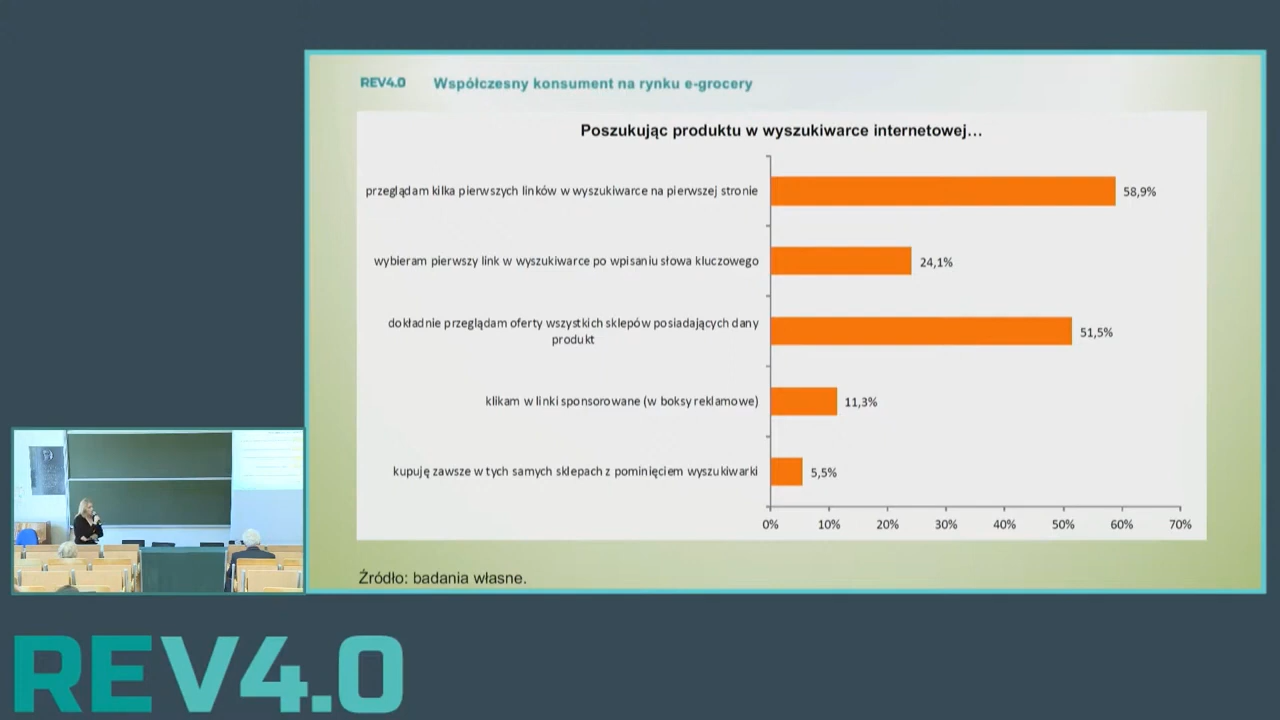 REV4.0 Współczesny konsument na rynku e-grocery
Poszukując produktu w wyszukiwarce internetowej...
przeglądam kilka pierwszych linków w wyszukiwarce na pierwszej stronie
58,9%
wybieram pierwszy link w wyszukiwarce po wpisaniu słowa kluczowego
24,1%
dokładnie przeglądam oferty wszystkich sklepów posiadających dany
produkt
51,5%
klikam w linki sponsorowane (w boksy reklamowe)
11,3%
kupuję zawsze w tych samych sklepach z pominięciem wyszukiwarki
5,5%
0% 10% 20% 30% 40% 50% 60% 70%
Źródło: badania własne.
REV4.0